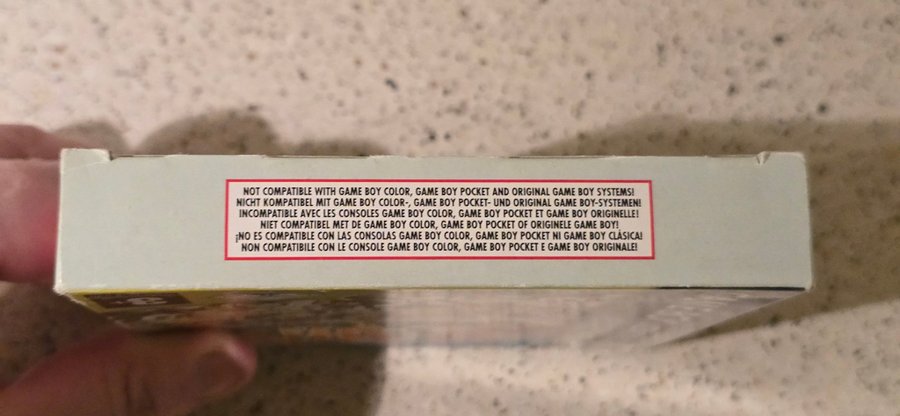 NOT COMPATIBLE WITH GAME BOY COLOR, GAME BOY POCKET AND ORIGINAL GAME BOY SYSTEMS!
NICHT KOMPATIBEL MIT GAME BOY COLOR-, GAME BOY POCKET- UND ORIGINAL GAME BOY-SYSTEMEN!
INCOMPATIBLE AVEC LES CONSOLES GAME BOY COLOR, GAME BOY POCKET ET GAME BOY ORIGINELLE!
NIET COMPATIBEL MET DE GAME BOY COLOR, GAME BOY POCKET OF ORIGINELE GAME BOY!
¡NO ES COMPATIBLE CON LAS CONSOLAS GAME BOY COLOR, GAME BOY POCKET NI GAME BOY CLÁSICA!
NON COMPATIBILE CON LE CONSOLE GAME BOY COLOR, GAME BOY POCKET E GAME BOY ORIGINALE!